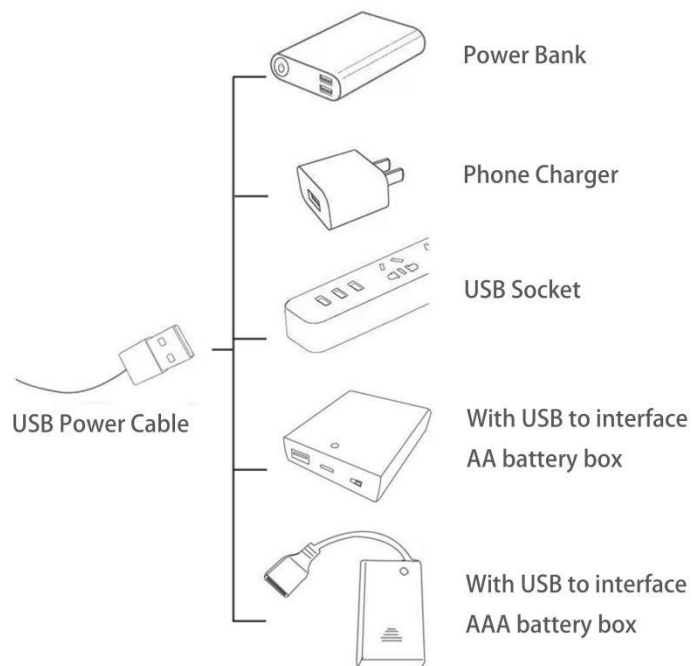 Power Bank
Phone Charger
USB Socket
USB Power Cable
With USB to interface
AA battery box
With USB to interface
AAA battery box